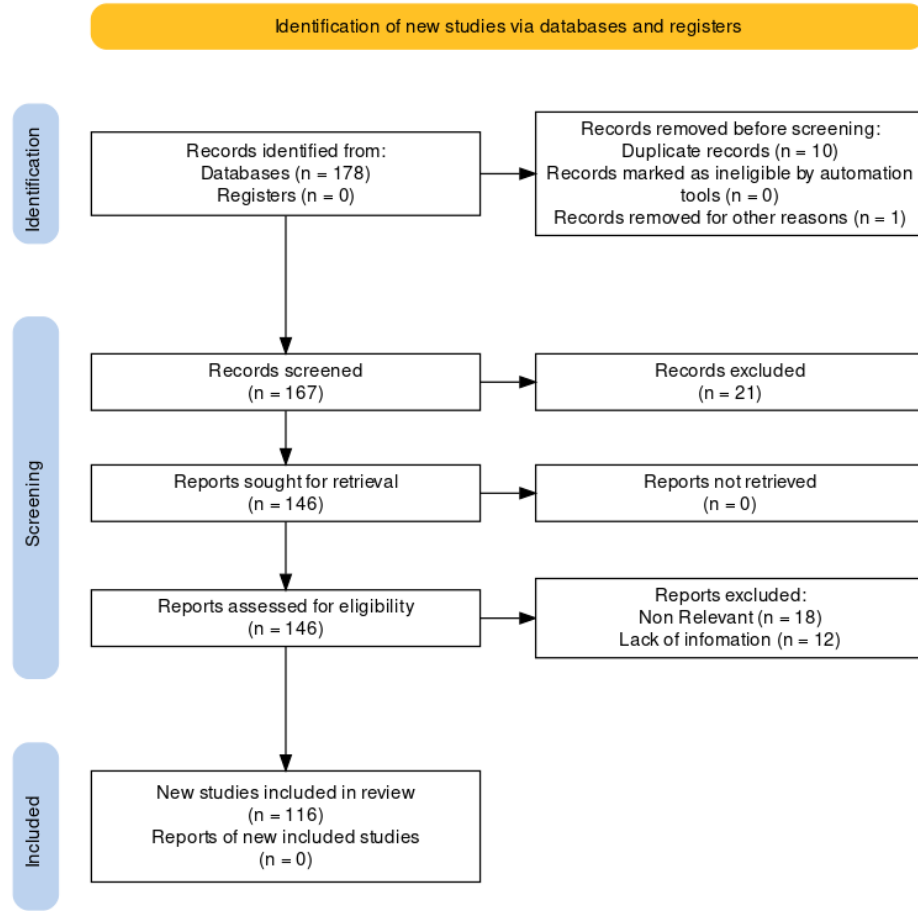 Identification of new studies via databases and registers
Identification
Records identified from:
Databases (n = 178)
Registers (n = 0)
Records removed before screening:
Duplicate records (n = 10)
Records marked as ineligible by automation
tools (n = 0)
Records removed for other reasons (n = 1)
Screening
Records screened
(n = 167)
Records excluded
(n = 21)
Reports sought for retrieval
(n = 146)
Reports not retrieved
(n = 0)
Reports assessed for eligibility
(n = 146)
Reports excluded:
Non Relevant (n = 18)
Lack of infomation (n = 12)
Included
New studies included in review
(n = 116)
Reports of new included studies
(n = 0)